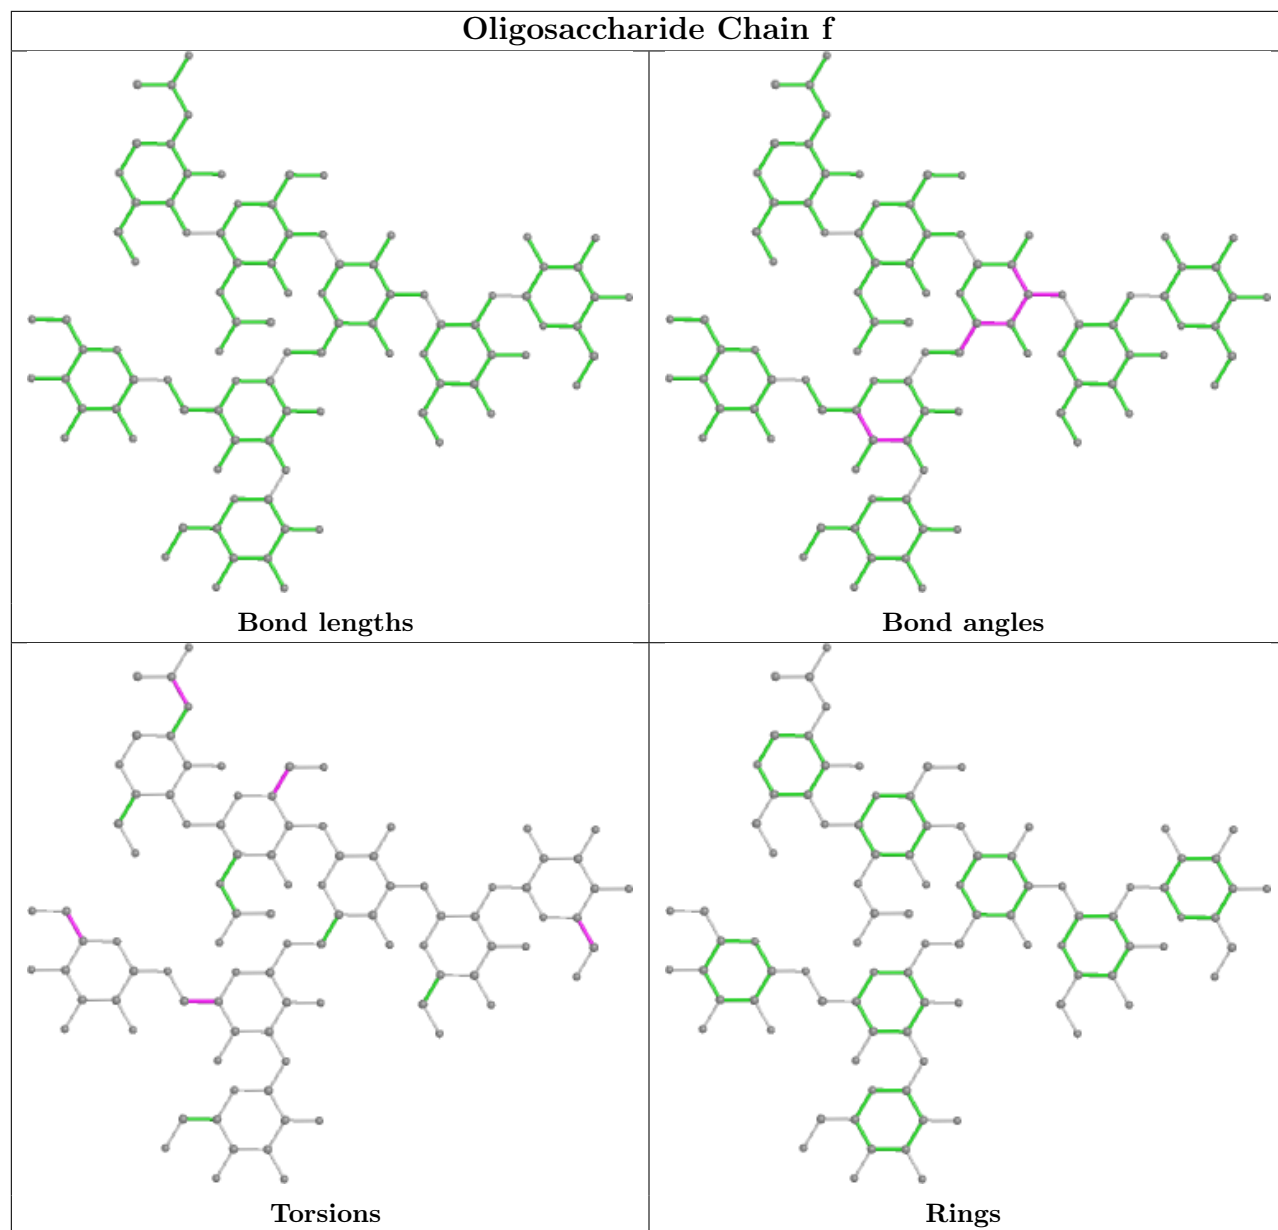 Oligosaccharide Chain f
Bond lengths
Bond angles
Torsions
Rings